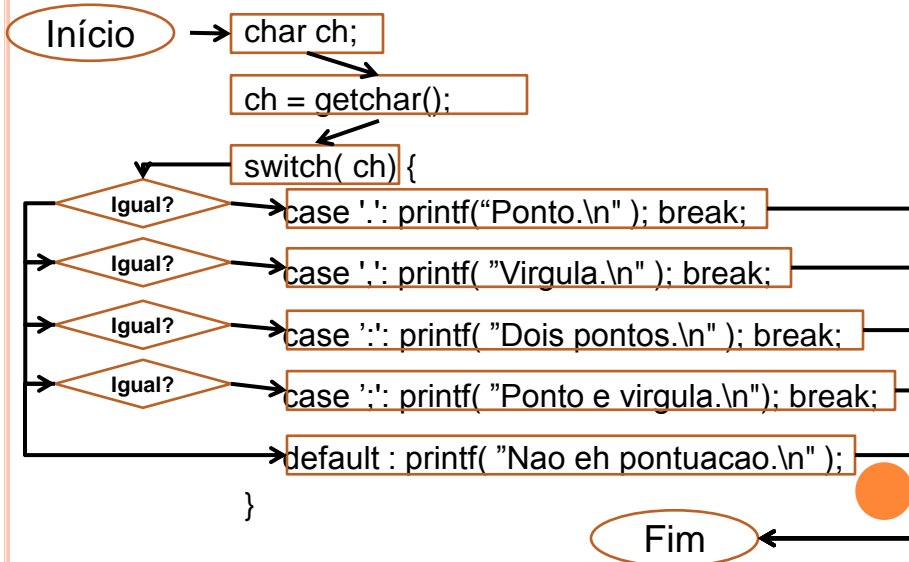 Início
char ch;
ch = getchar();
switch( ch) {
Igual?
case '.': printf(“Ponto.\n" ); break;
Igual?
case ',': printf( ”Virgula.\n" ); break;
Igual?
case ’:': printf( ”Dois pontos.\n" ); break;
Igual?
case ’;': printf( ”Ponto e virgula.\n"); break;
default : printf( ”Nao eh pontuacao.\n" );
}
Fim